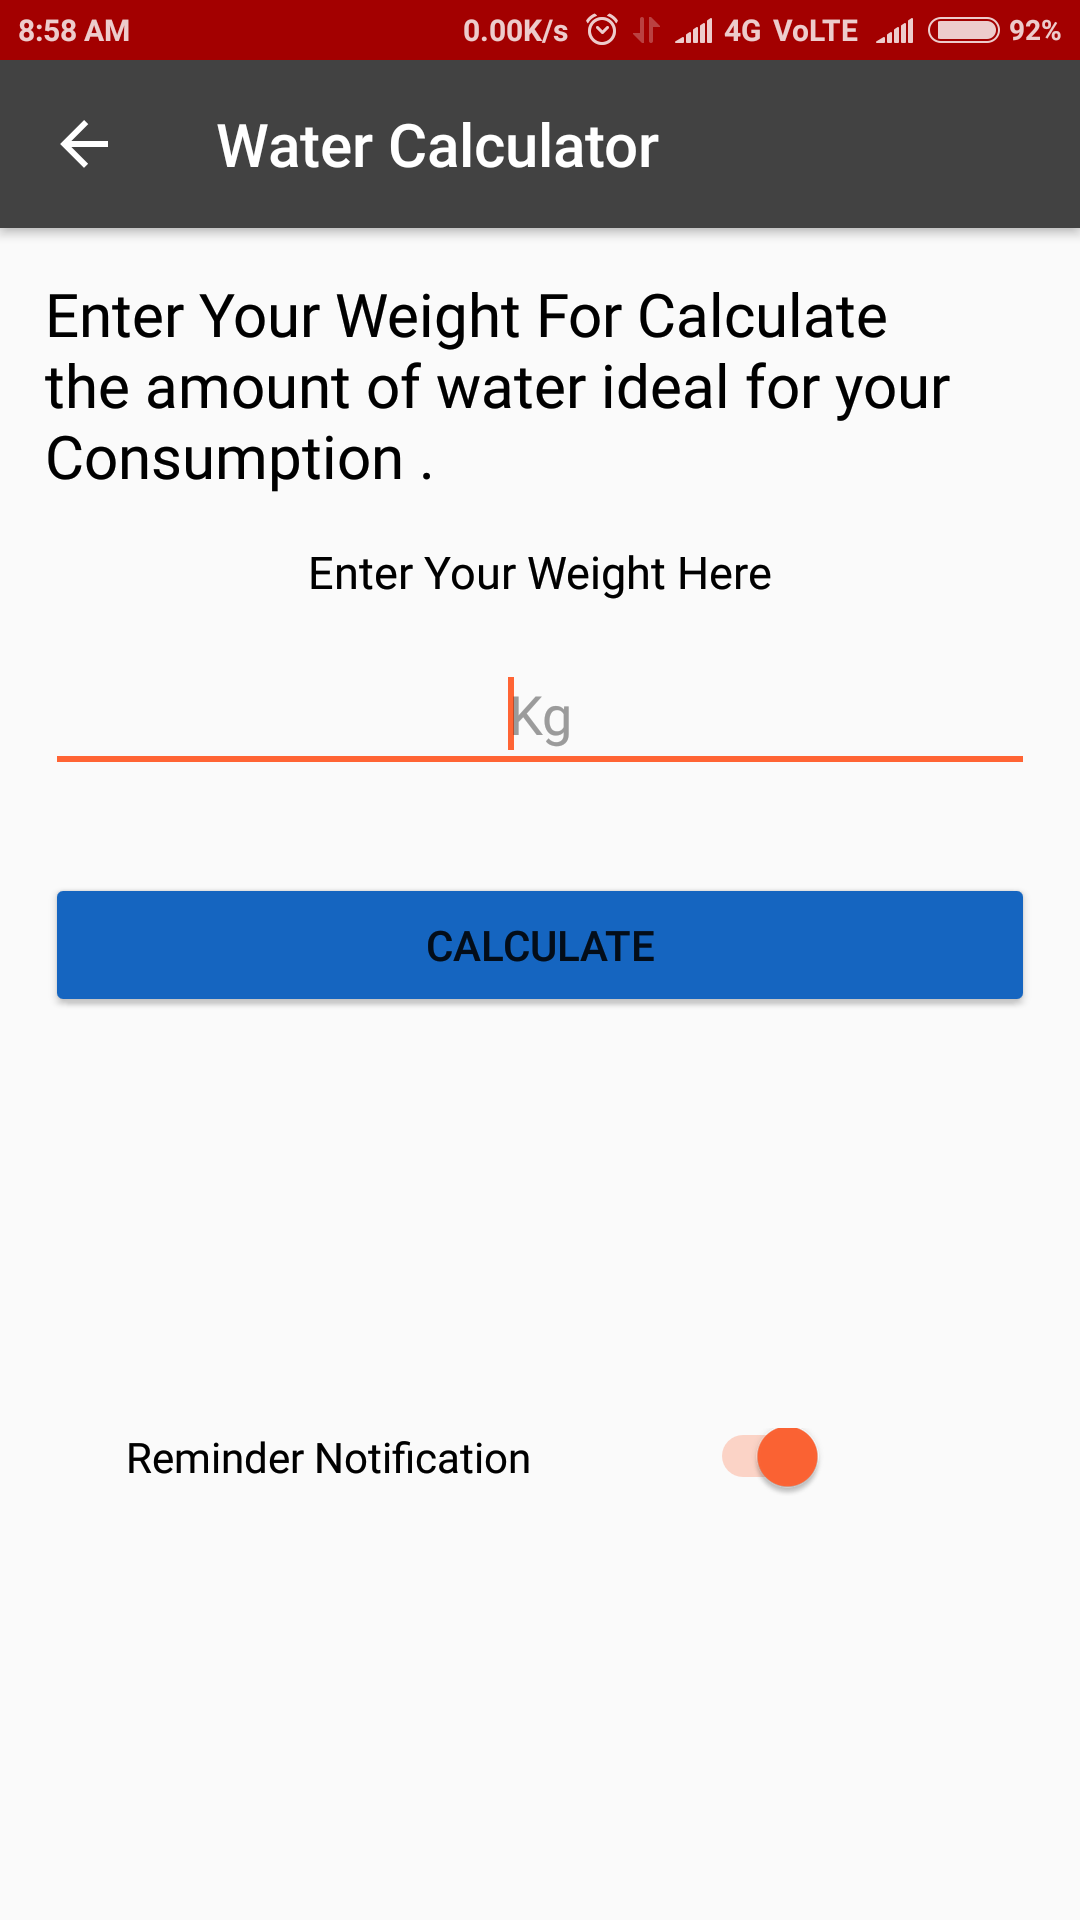 8:58 AM 0.00K/s 4G VoLTE 92%
Water Calculator
Enter Your Weight For Calculate
the amount of water ideal for your
Consumption .
Enter Your Weight Here
Kg
CALCULATE
Reminder Notification